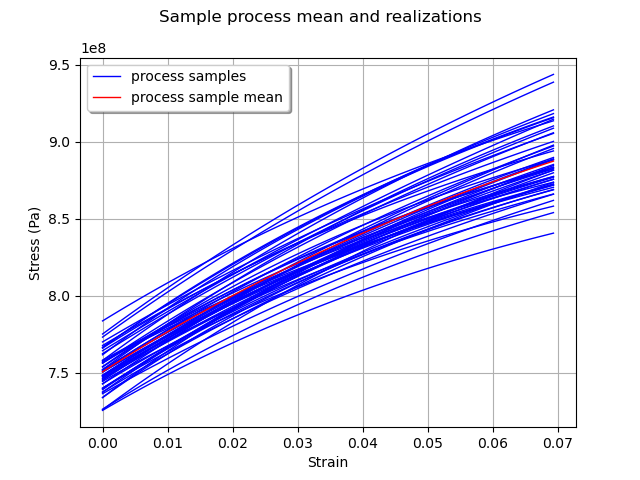 Sample process mean and realizations
1e8
process samples
process sample mean
9.5
9.0
8.5
8.0
7.5
Stress (Pa)
0.00 0.01 0.02 0.03 0.04 0.05 0.06 0.07
Strain